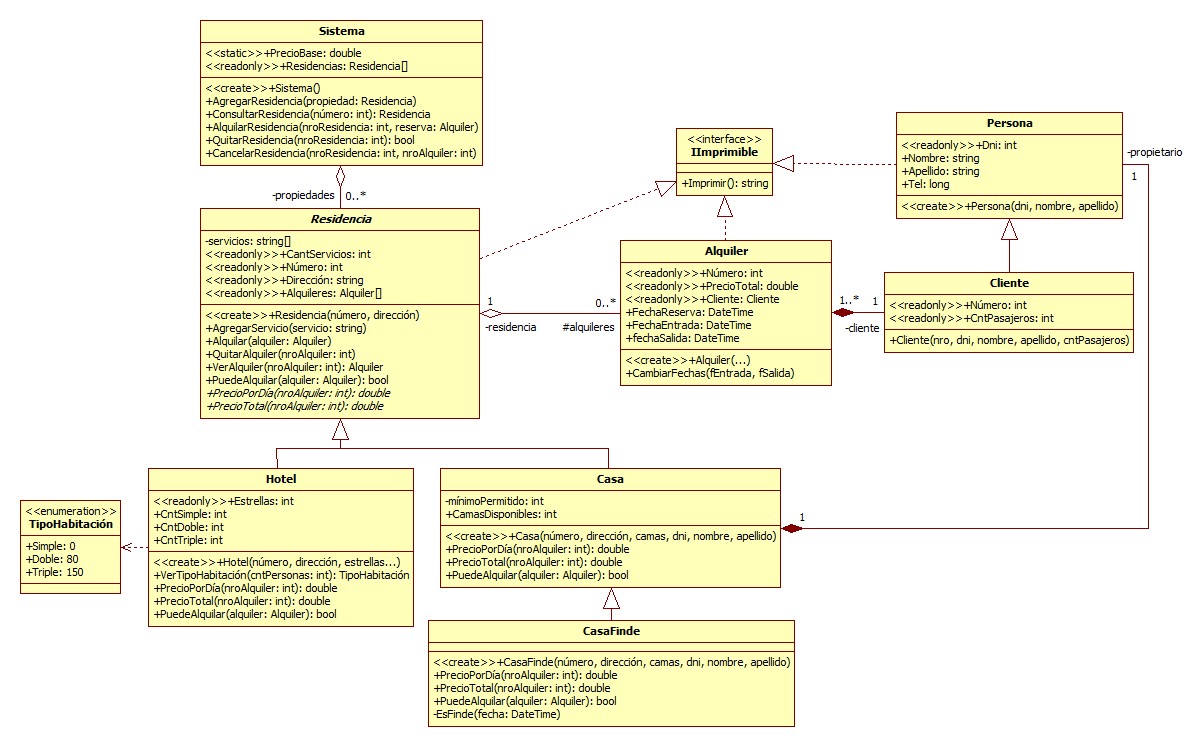 Sistema
<<static>>+PrecioBase: double
<<readonly>>+Residencias: Residencia[]
<<create>>+Sistema()
+AgregarResidencia(propiedad: Residencia)
+ConsultarResidencia(número: int): Residencia
+AlquilarResidencia(nroResidencia: int, reserva: Alquiler)
+QuitarResidencia(nroResidencia: int): bool
+CancelarResidencia(nroResidencia: int, nroAlquiler: int)
-propiedades
0..*
<<interface>>
IImprimible
+Imprimir(): string
Persona
<<readonly>>+Dni: int
+Nombre: string
+Apellido: string
+Tel: long
<<create>>+Persona(dni, nombre, apellido)
-propietario
1
Residencia
-servicios: string[]
<<readonly>>+CantServicios: int
<<readonly>>+Número: int
<<readonly>>+Dirección: string
<<readonly>>+Alquileres: Alquiler[]
<<create>>+Residencia(número, dirección)
+AgregarServicio(servicio: string)
+Alquilar(alquiler: Alquiler)
+QuitarAlquiler(nroAlquiler: int)
+VerAlquiler(nroAlquiler: int): Alquiler
+PuedeAlquilar(alquiler: Alquiler): bool
+PrecioPorDía(nroAlquiler: int): double
+PrecioTotal(nroAlquiler: int): double
1
0..*
-residencia
#alquileres
Alquiler
<<readonly>>+Número: int
<<readonly>>+PrecioTotal: double
<<readonly>>+Cliente: Cliente
+FechaReserva: DateTime
+FechaEntrada: DateTime
+fechaSalida: DateTime
<<create>>+Alquiler(...)
+CambiarFechas(fEntrada, fSalida)
1..*
1
-cliente
Cliente
<<readonly>>+Número: int
<<readonly>>+CntPasajeros: int
+Cliente(nro, dni, nombre, apellido, cntPasajeros)
<<enumeration>>
TipoHabitación
+Simple: 0
+Doble: 80
+Triple: 150
Hotel
<<readonly>>+Estrellas: int
+CntSimple: int
+CntDoble: int
+CntTriple: int
<<create>>+Hotel(número, dirección, estrellas...)
+VerTipoHabitación(cntPersonas: int): TipoHabitación
+PrecioPorDía(nroAlquiler: int): double
+PrecioTotal(nroAlquiler: int): double
+PuedeAlquilar(alquiler: Alquiler): bool
Casa
-mínimoPermitido: int
+CamasDisponibles: int
<<create>>+Casa(número, dirección, camas, dni, nombre, apellido)
+PrecioPorDía(nroAlquiler: int): double
+PrecioTotal(nroAlquiler: int): double
+PuedeAlquilar(alquiler: Alquiler): bool
1
CasaFinde
<<create>>+CasaFinde(número, dirección, camas, dni, nombre, apellido)
+PrecioPorDía(nroAlquiler: int): double
+PrecioTotal(nroAlquiler: int): double
+PuedeAlquilar(alquiler: Alquiler): bool
-EsFinde(fecha: DateTime)